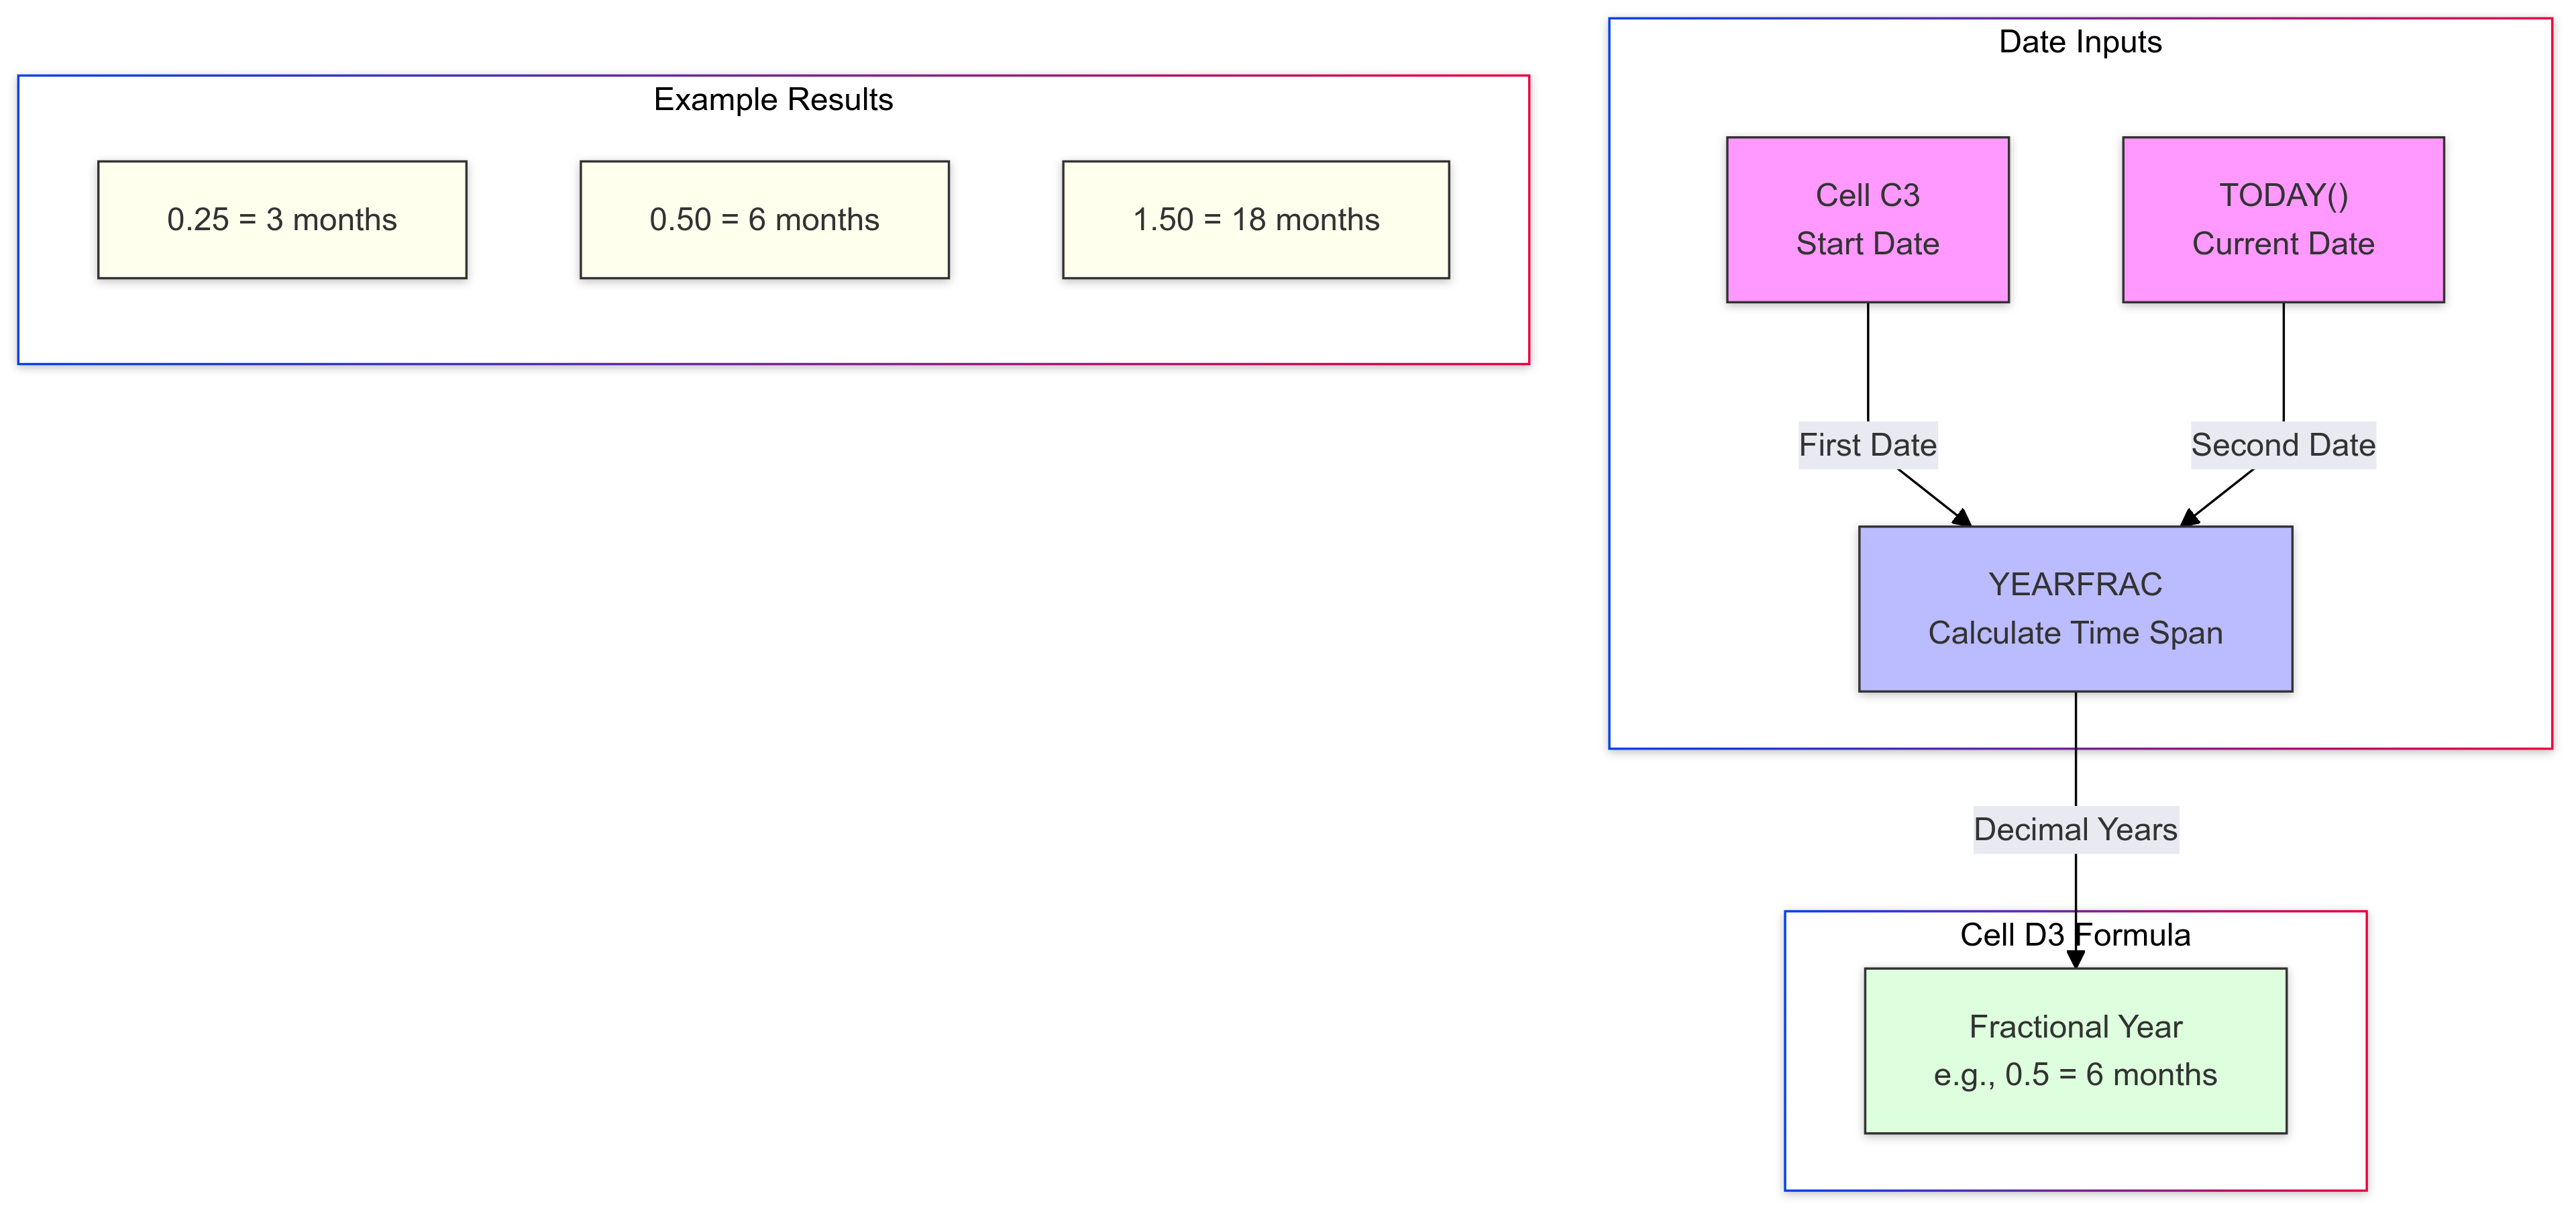 Example Results
0.25 = 3 months
0.50 = 6 months
1.50 = 18 months
Date Inputs
Cell C3
Start Date
TODAY()
Current Date
First Date
Second Date
YEARFRAC
Calculate Time Span
Decimal Years
Cell D3 Formula
Fractional Year
e.g., 0.5 = 6 months